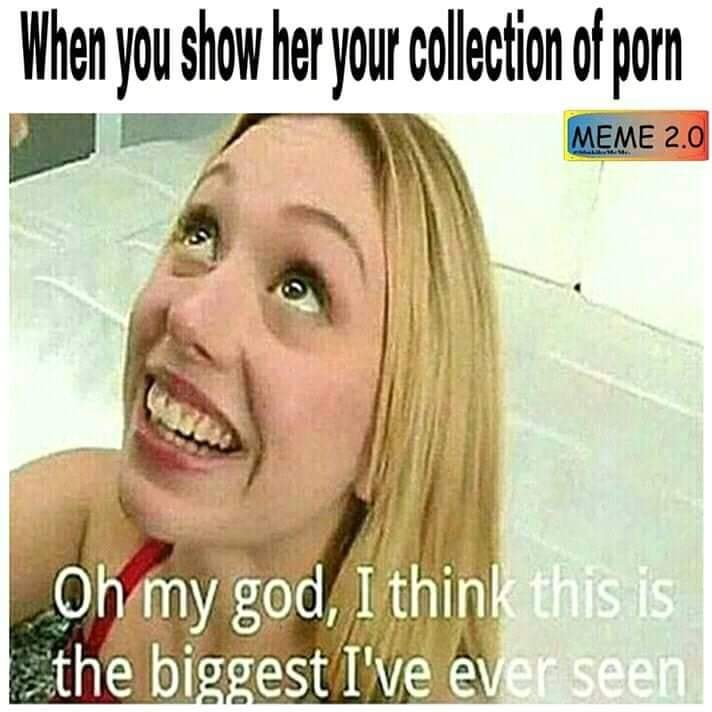 When you show her your collection of porn
MEME 2.0
Oh my god, I think this is
the biggest I've ever seen